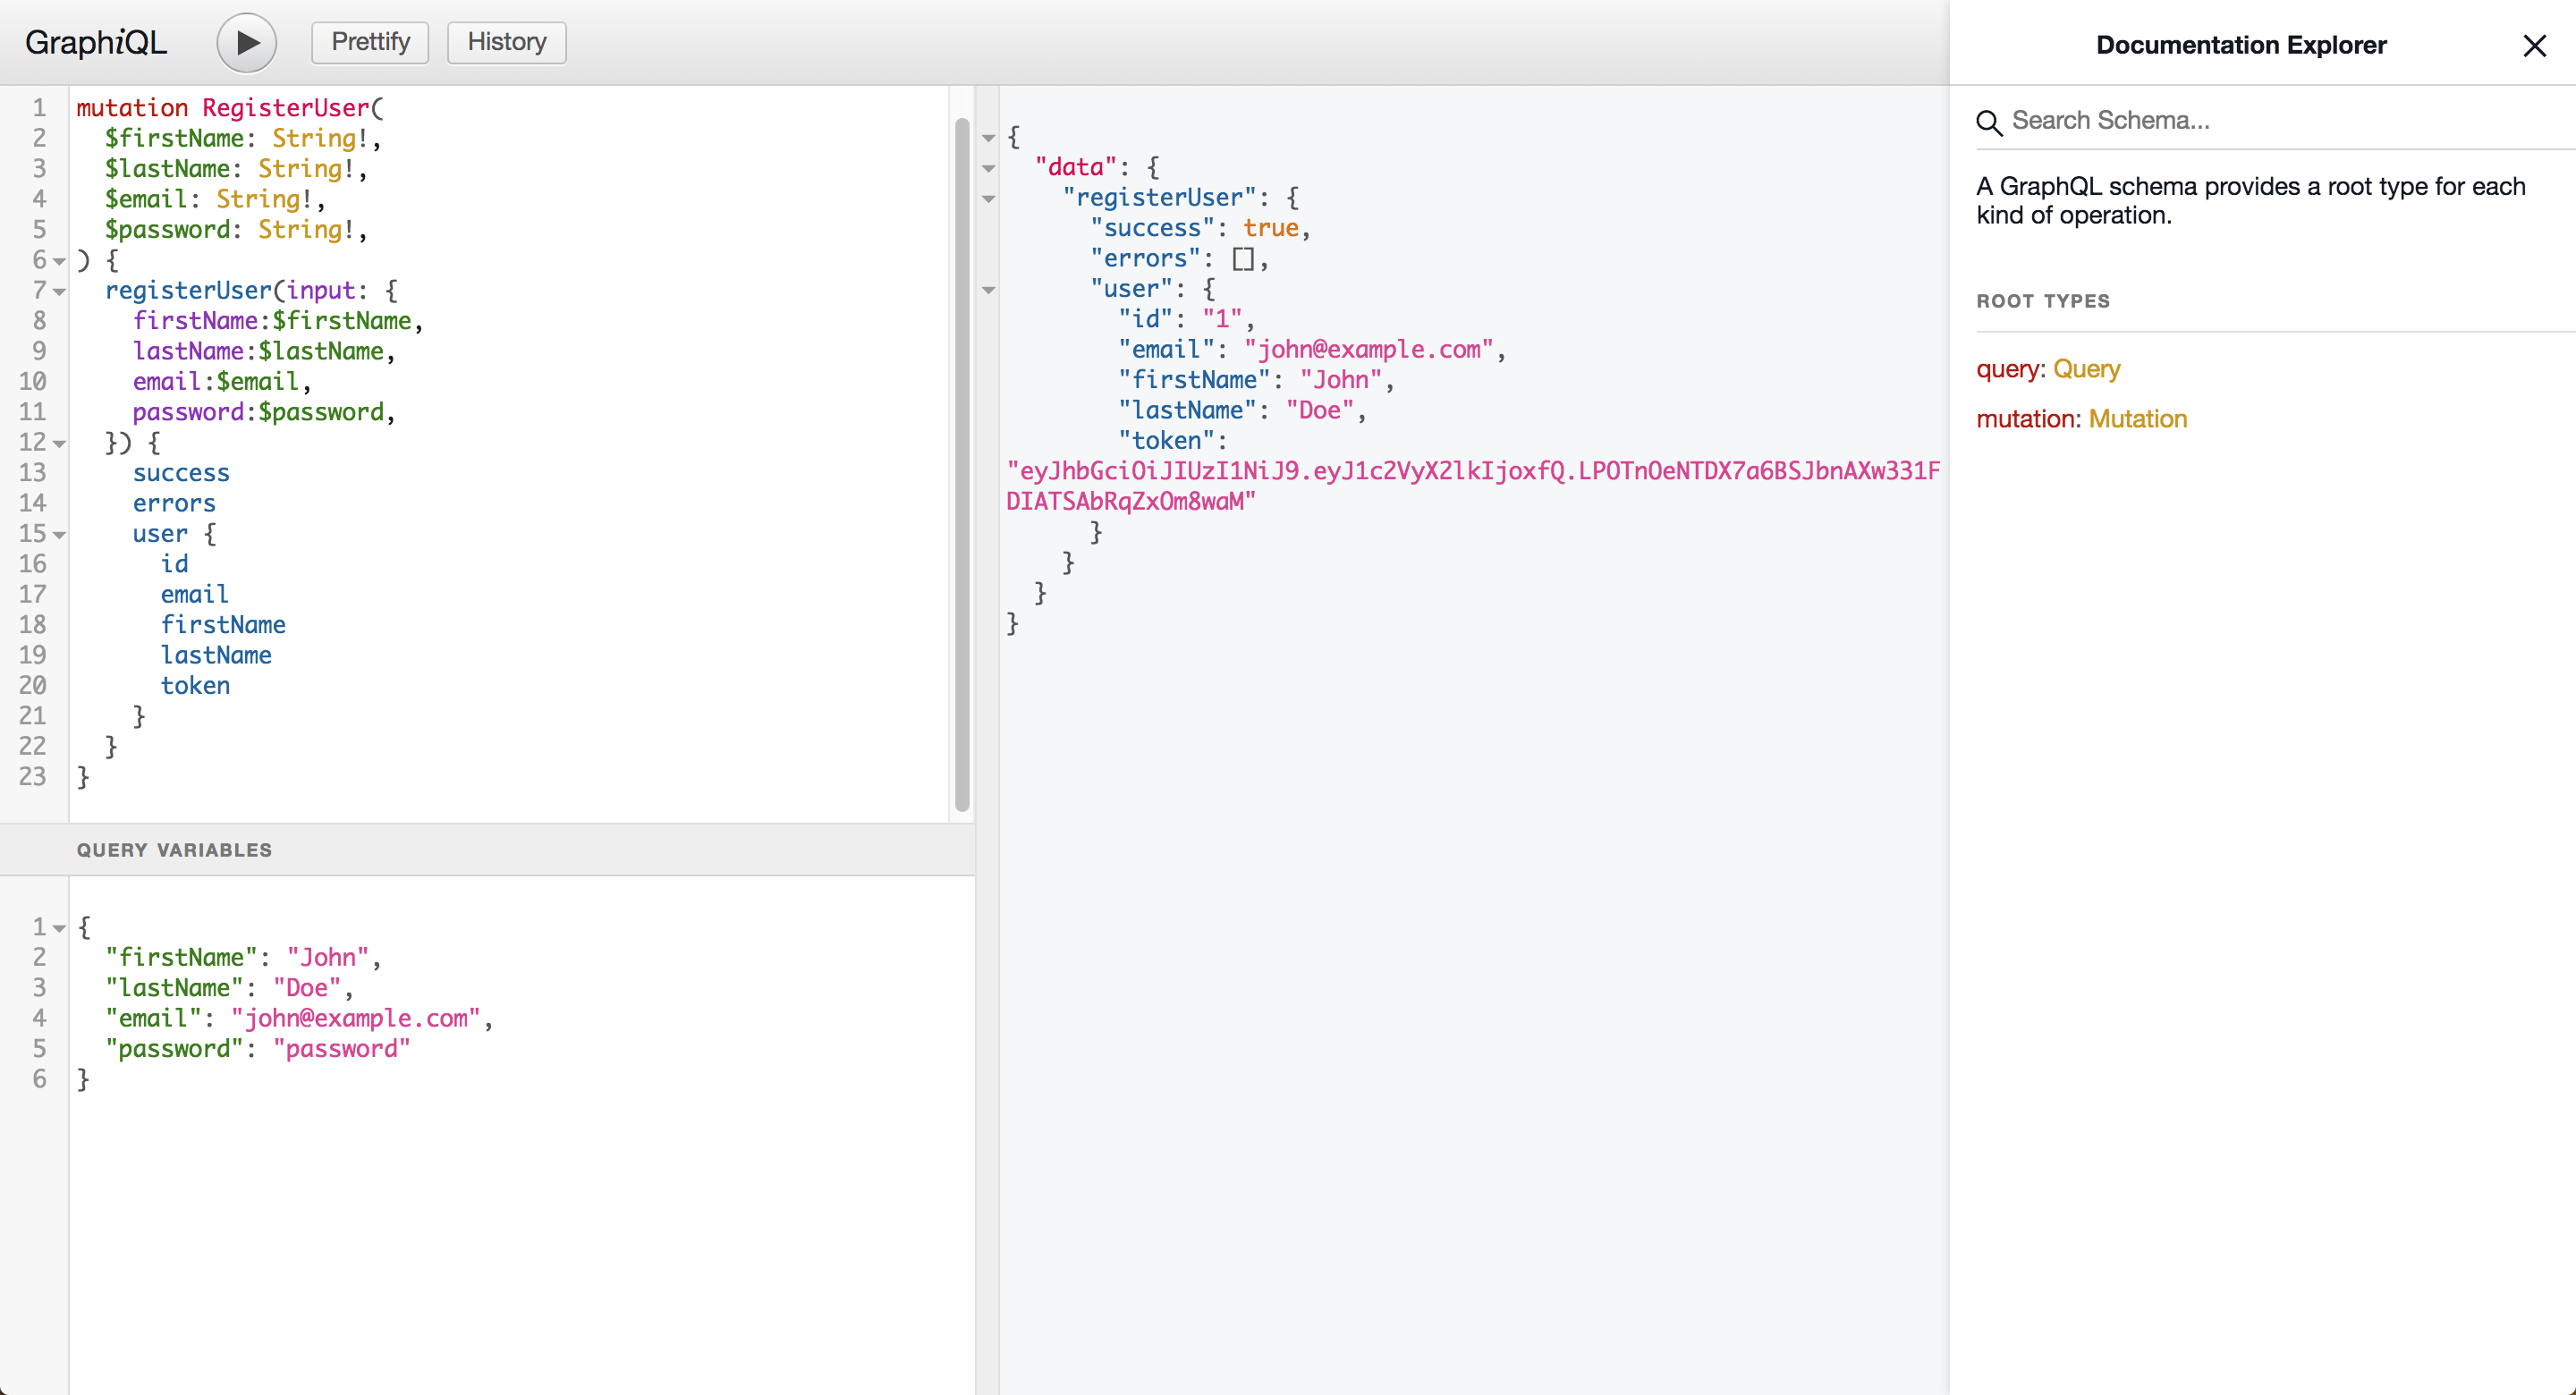 GraphiQL
Prettify
History
1 mutation RegisterUser(
2   $firstName: String!,
3   $lastName: String!,
4   $email: String!,
5   $password: String!,
6 ) {
7   registerUser(input: {
8     firstName:$firstName,
9     lastName:$lastName,
10     email:$email,
11     password:$password,
12   }) {
13     success
14     errors
15     user {
16       id
17       email
18       firstName
19       lastName
20       token
21     }
22   }
23 }
QUERY VARIABLES
1 {
2   "firstName": "John",
3   "lastName": "Doe",
4   "email": "john@example.com",
5   "password": "password"
6 }
{
  "data": {
    "registerUser": {
      "success": true,
      "errors": [],
      "user": {
        "id": "1",
        "email": "john@example.com",
        "firstName": "John",
        "lastName": "Doe",
        "token":
"eyJhbGciOiJIUzI1NiJ9.eyJ1c2VyX2lkIjoxfQ.LPOTnOeNTDX7a6BSJbnAXw331F
DIATSAbRqZxOm8waM"
      }
    }
  }
}
Documentation Explorer
Search Schema...
A GraphQL schema provides a root type for each
kind of operation.
ROOT TYPES
query: Query
mutation: Mutation